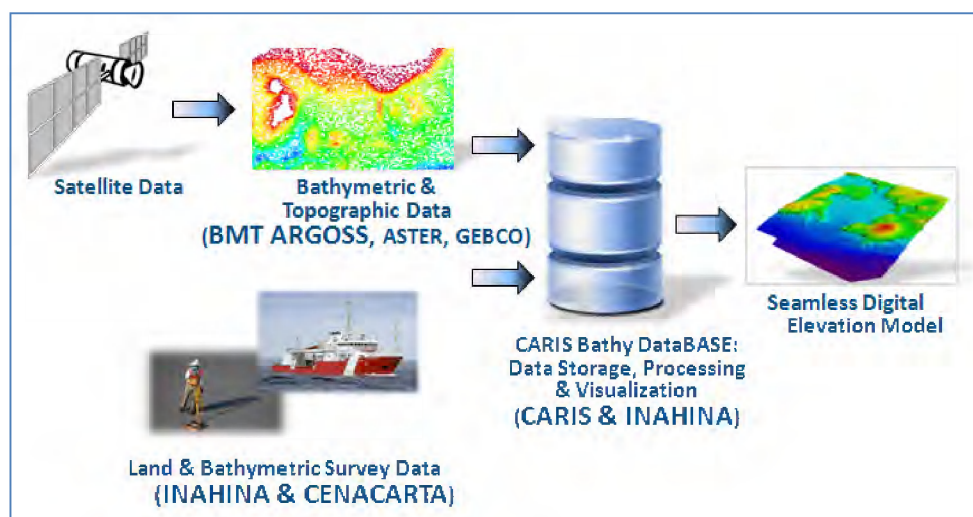 Satellite Data
Bathymetric &
Topographic Data
(BMT ARGOSS, ASTER, GEBCO)
Land & Bathymetric Survey Data
(INAHINA & CENACARTA)
CARIS Bathy DataBASE:
Data Storage, Processing
& Visualization
(CARIS & INAHINA)
Seamless Digital
Elevation Model